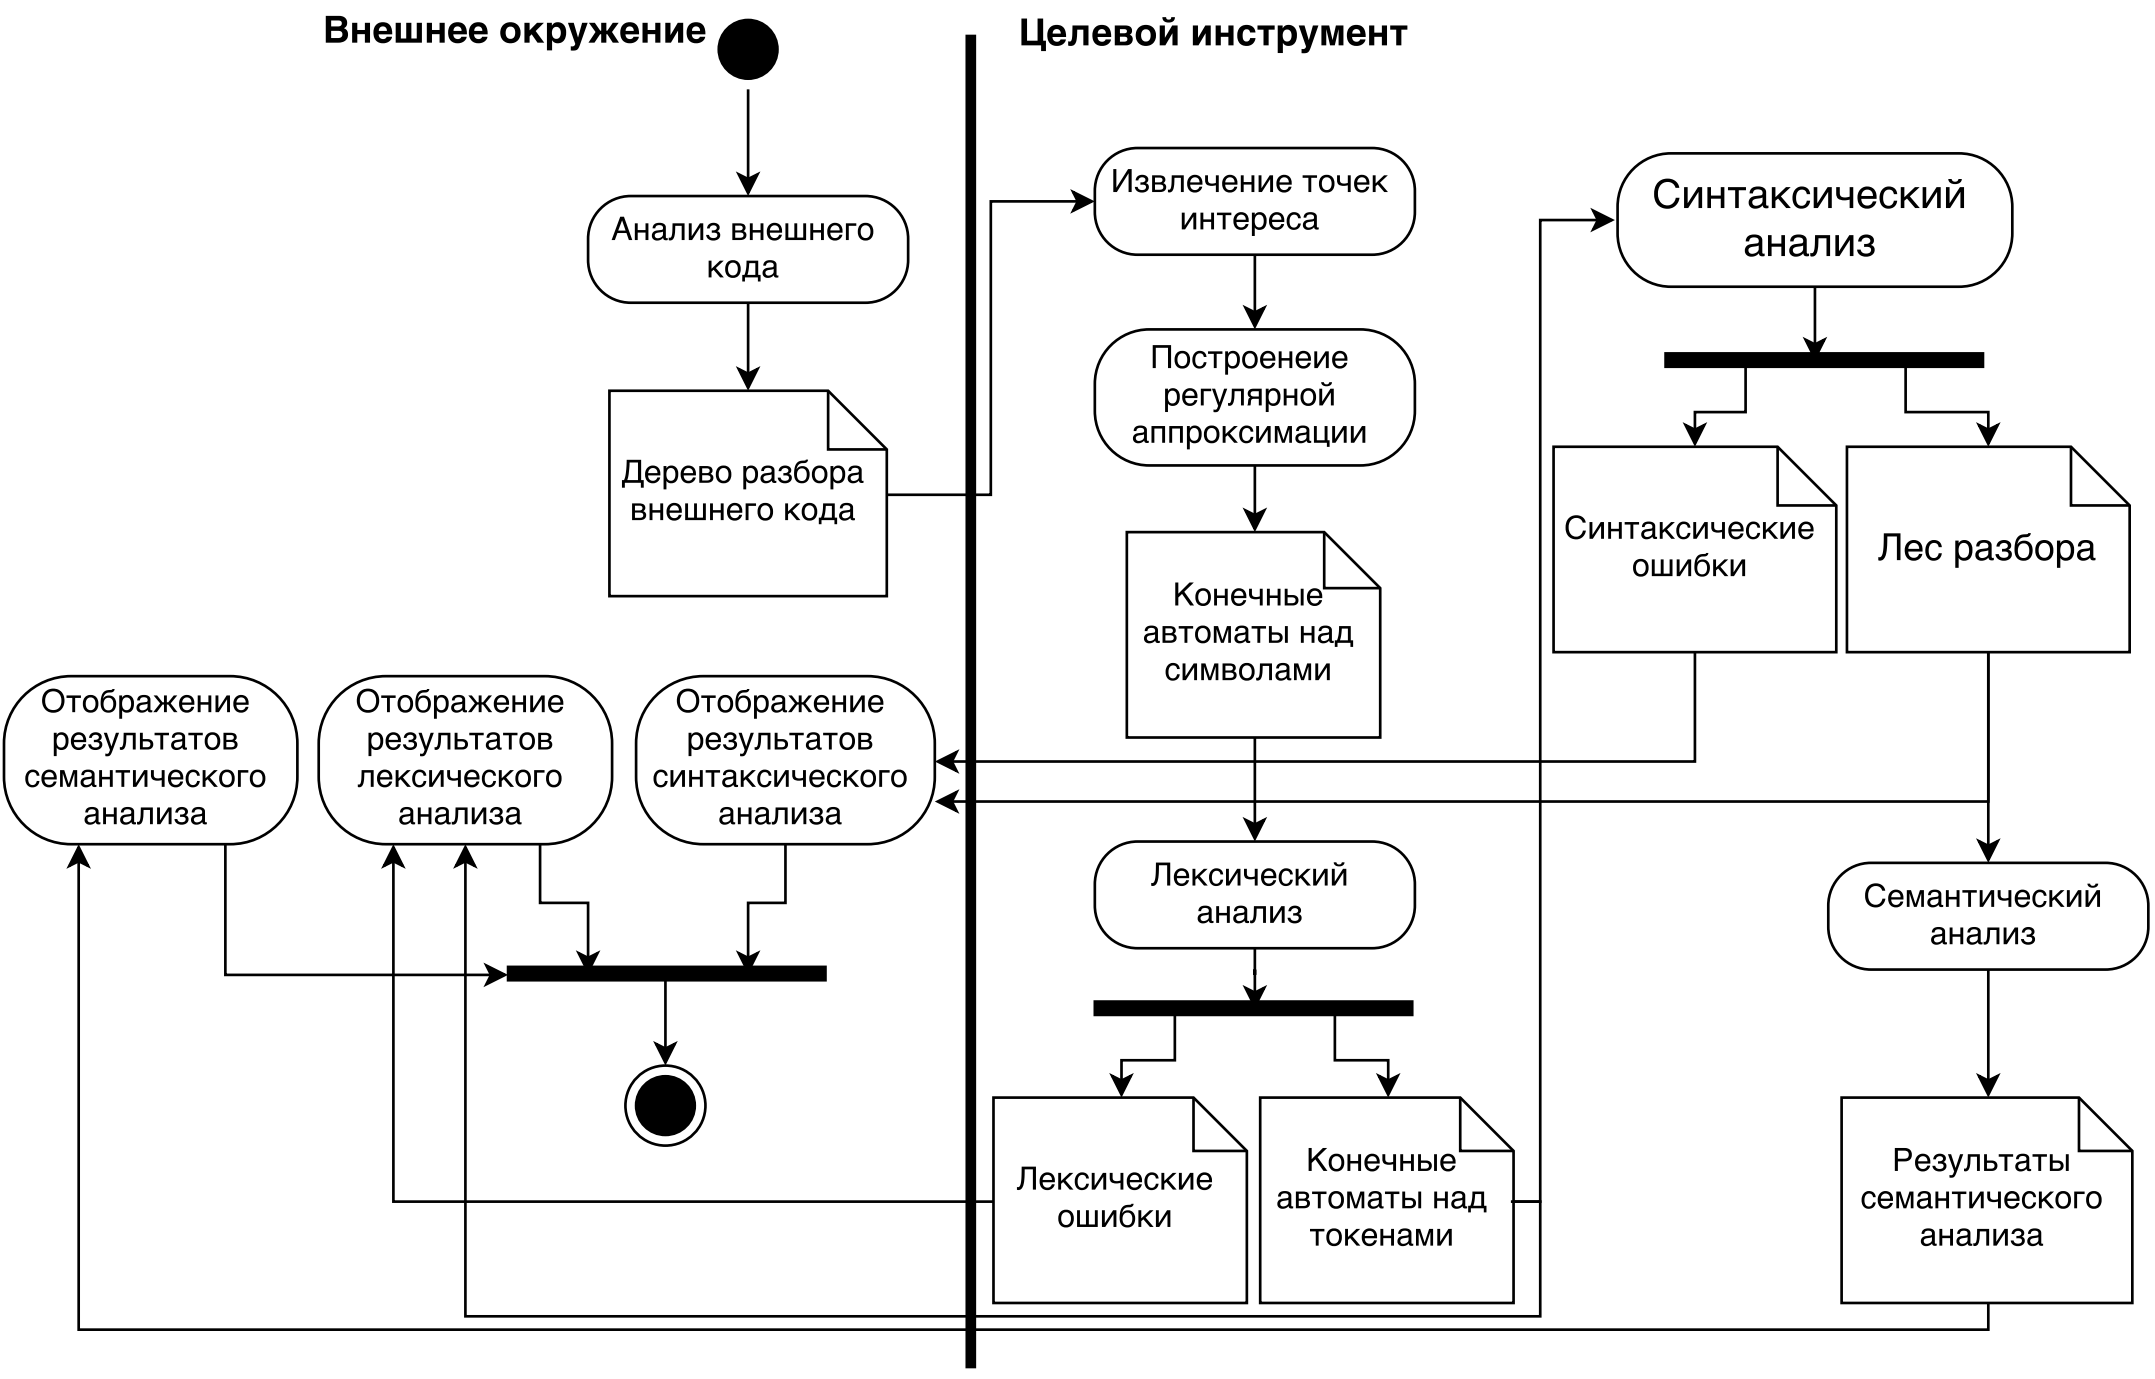 Внешнее окружение
Целевой инструмент
Анализ внешнего
кода
Дерево разбора
внешнего кода
Извлечение точек
интереса
Построенеие
регулярной
аппроксимации
Конечные
автоматы над
символами
Синтаксический
анализ
Синтаксические
ошибки
Лес разбора
Отображение
результатов
семантического
анализа
Отображение
результатов
лексического
анализа
Отображение
результатов
синтаксического
анализа
Лексический
анализ
Семантический
анализ
Лексические
ошибки
Конечные
автоматы над
токенами
Результаты
семантического
анализа